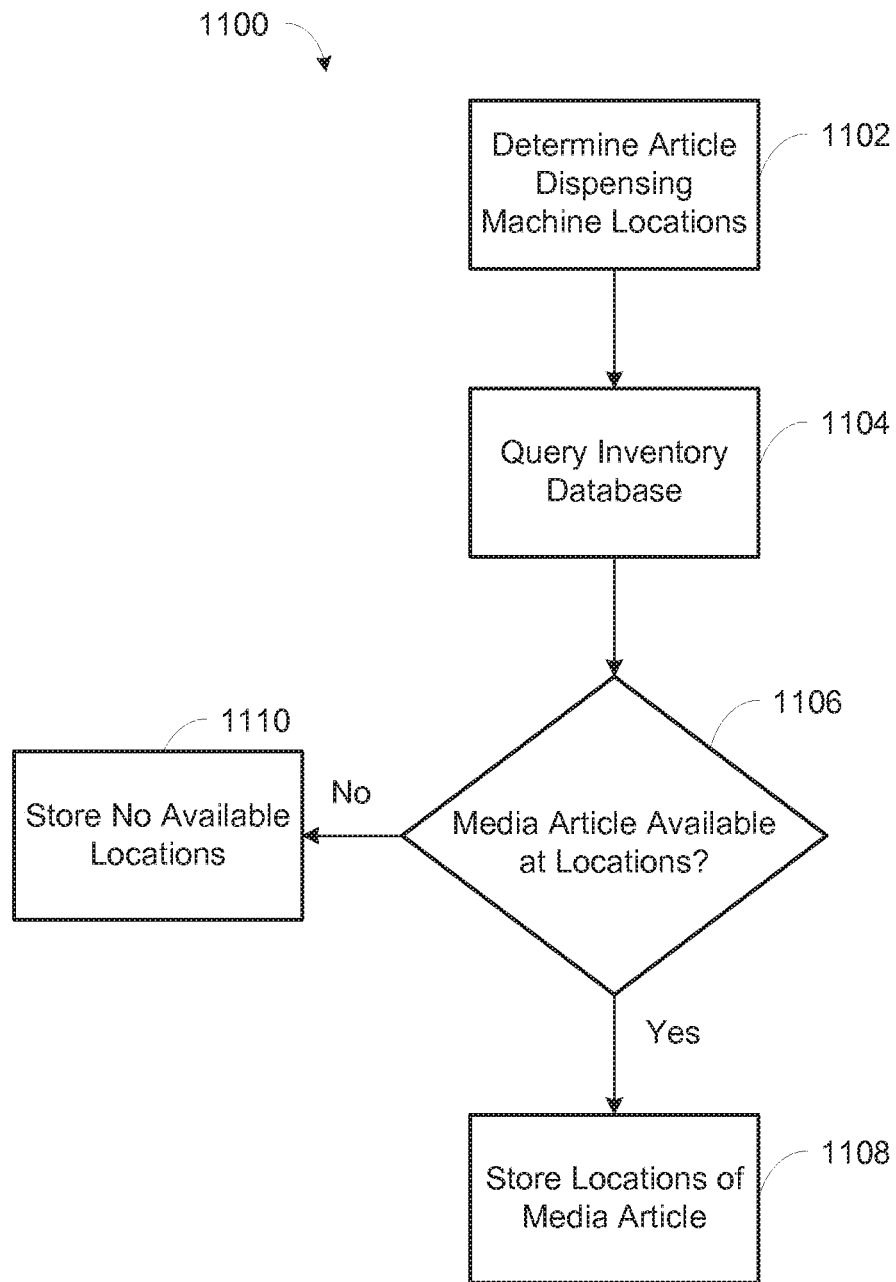 1100
Determine Article
Dispensing
Machine Locations
1102
Query Inventory
Database
1104
Media Article Available
at Locations?
1106
No
1110
Store No Available
Locations
Yes
Store Locations of
Media Article
1108